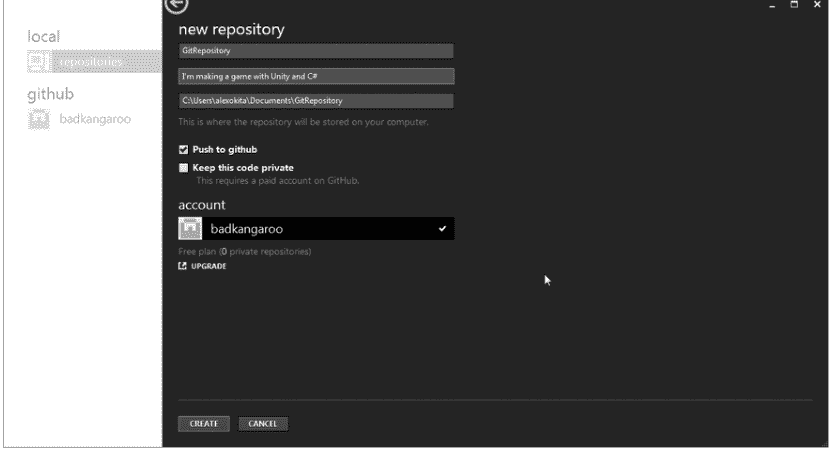 local
repositories
github
badkangaroo
new repository
GitRepository
I'm making a game with Unity and C#
C:\Users\alexokita\Documents\GitRepository
This is where the repository will be stored on your computer.
Push to github
Keep this code private
This requires a paid account on GitHub.
account
badkangaroo
Free plan (0 private repositories)
UPGRADE
CREATE CANCEL